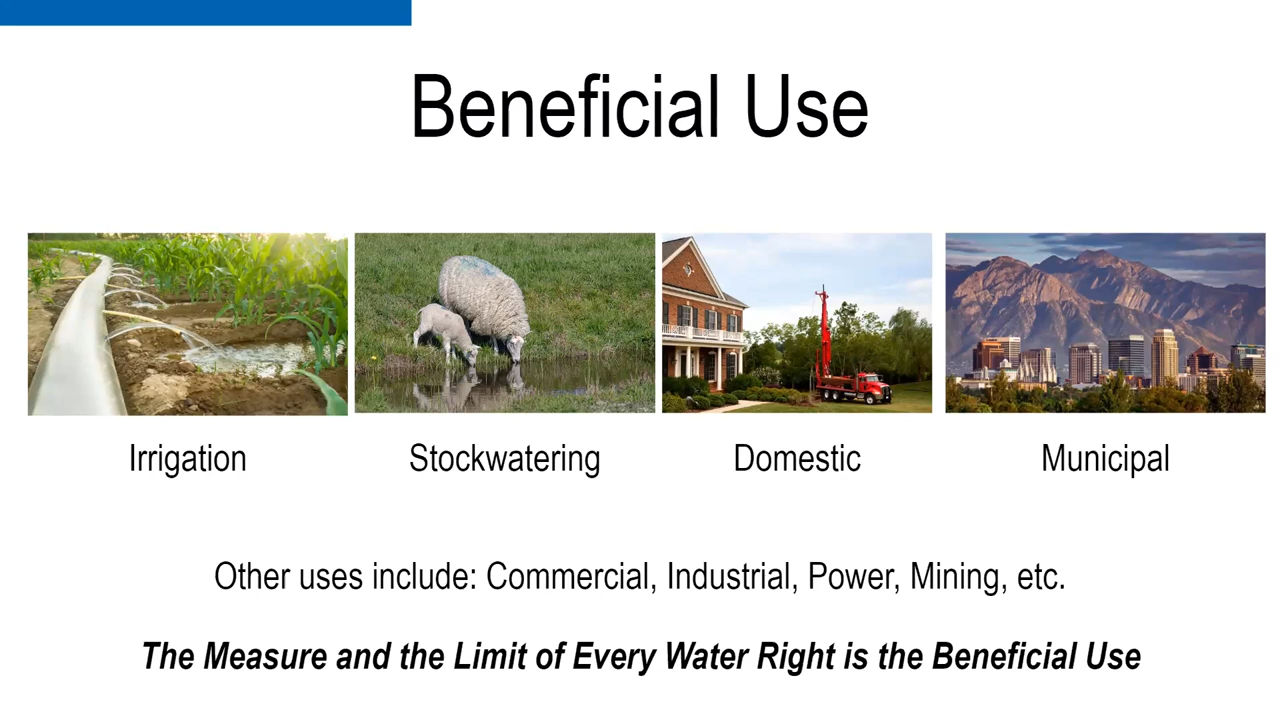 Beneficial Use
Irrigation
Stockwatering
Domestic
Municipal
Other uses include: Commercial, Industrial, Power, Mining, etc.
The Measure and the Limit of Every Water Right is the Beneficial Use